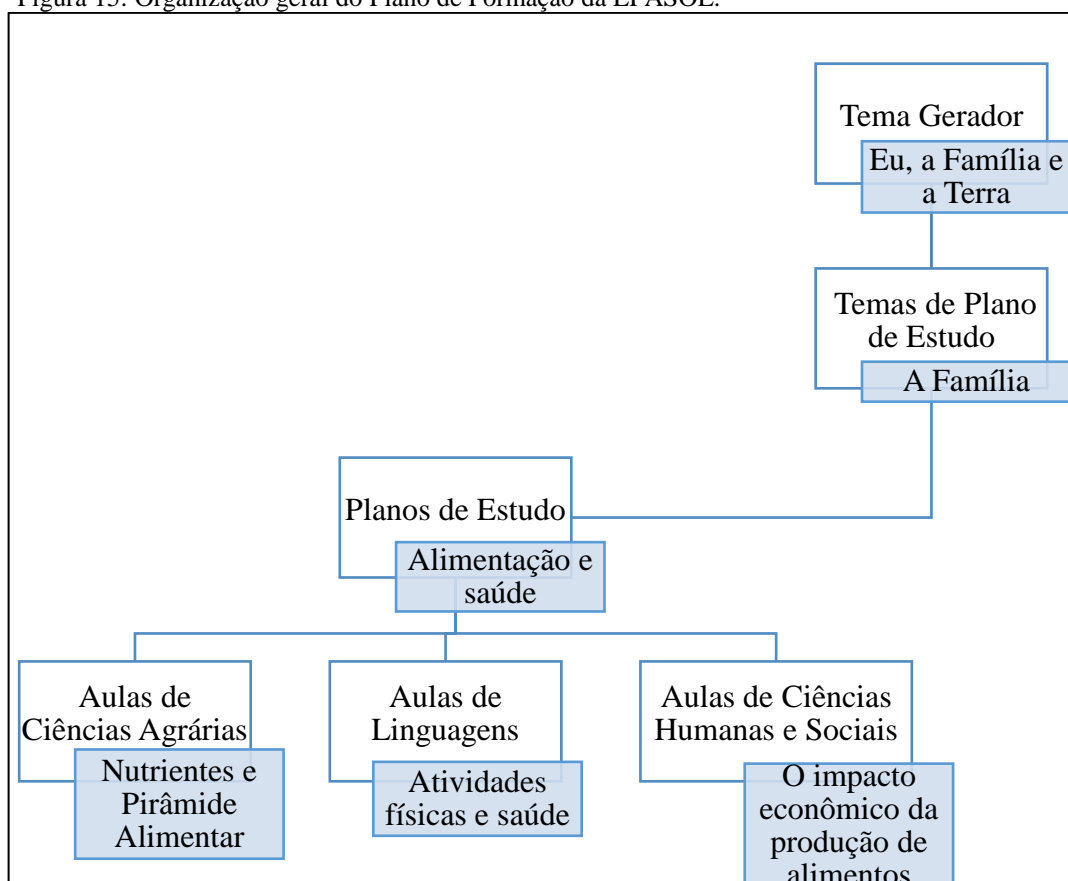 Figura 15: Organização geral do Plano de Formação da EFASOL.
Tema Gerador
Eu, a Família e
a Terra
Temas de Plano
de Estudo
A Família
Planos de Estudo
Alimentação e
saúde
Aulas de
Ciências Agrárias
Nutrientes e
Pirâmide
Alimentar
Aulas de
Linguagens
Atividades
físicas e saúde
Aulas de Ciências
Humanas e Sociais
O impacto
econômico da
produção de
alimentos